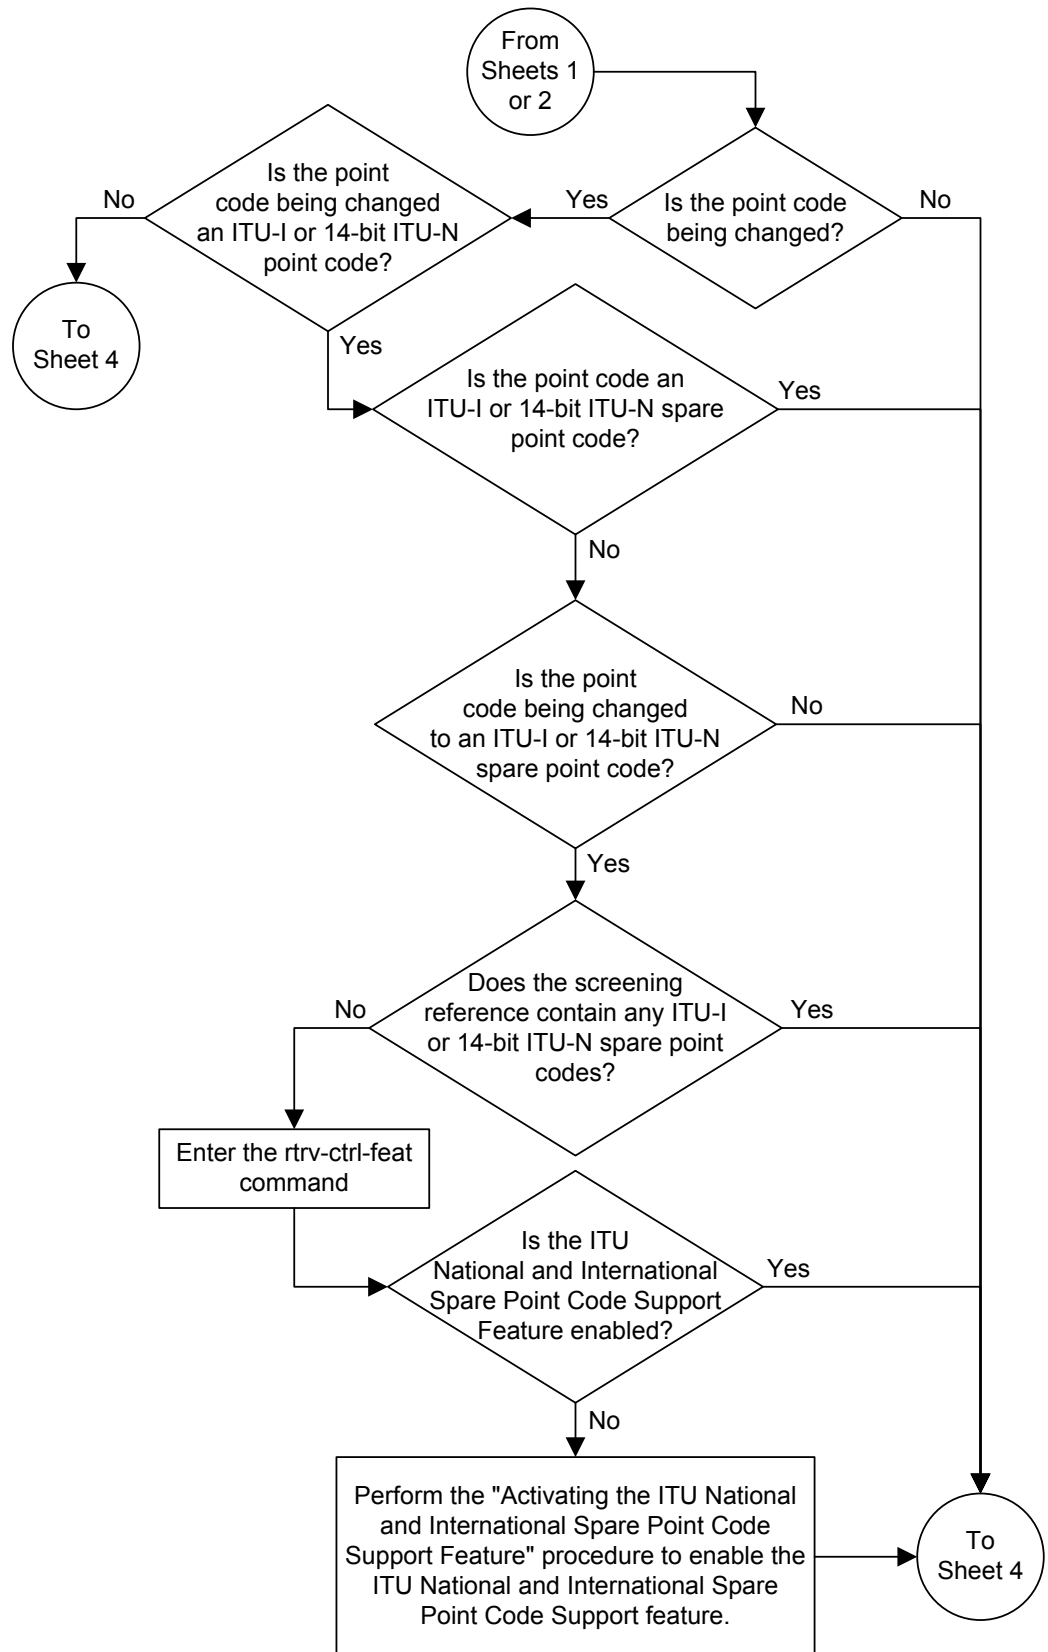 From
Sheets 1
or 2
Is the point code
being changed?
Yes
No
Is the point
code being changed
an ITU-I or 14-bit ITU-N
point code?
No
To
Sheet 4
Yes
Is the point code an
ITU-I or 14-bit ITU-N spare
point code?
Yes
No
Is the point
code being changed
to an ITU-I or 14-bit ITU-N
spare point code?
No
Yes
Does the screening
reference contain any ITU-I
or 14-bit ITU-N spare point
codes?
No
Yes
Enter the rtrv-ctrl-feat
command
Is the ITU
National and International
Spare Point Code Support
Feature enabled?
Yes
No
Perform the "Activating the ITU National
and International Spare Point Code
Support Feature" procedure to enable the
ITU National and International Spare
Point Code Support feature.
To
Sheet 4